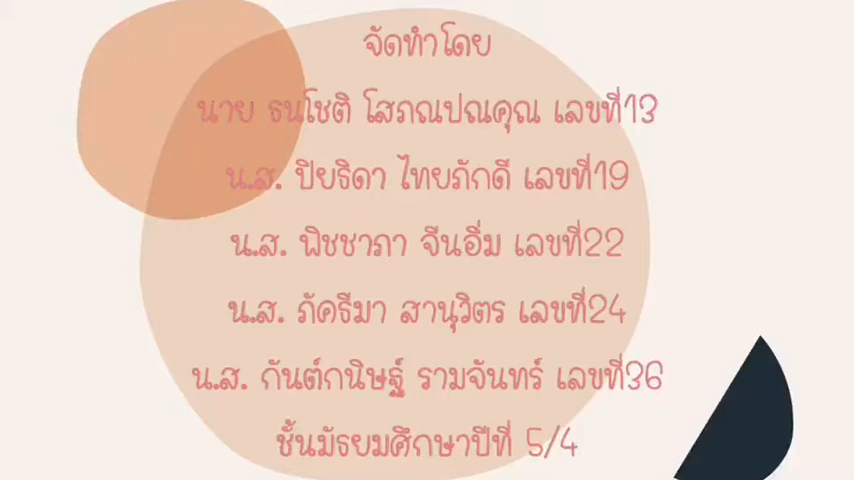 จัดทำโดย
นาย ธนโชติ โสภณปณคุณ เลขที่13
น.ส. ปิยธิดา ไทยภักดี เลขที่19
น.ส. พิชชาภา จีนอิ่ม เลขที่22
น.ส. ภัคธีมา สานุวิตร เลขที่24
น.ส. กันต์กนิษฐ์ รามจันทร์ เลขที่36
ชั้นมัธยมศึกษาปีที่ 5/4